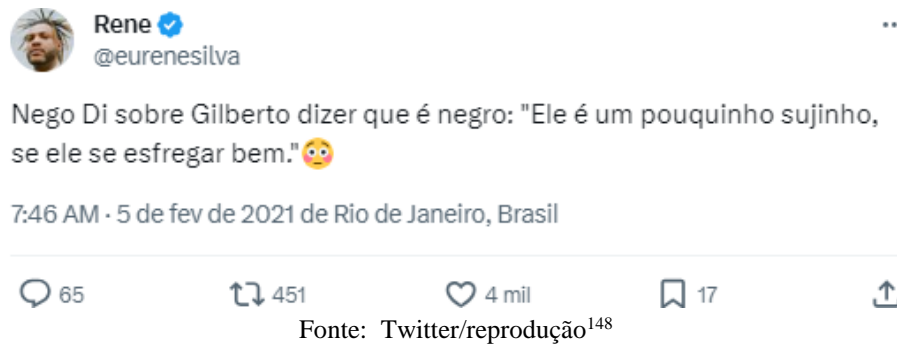 Rene
@eurenesilva
Nego Di sobre Gilberto dizer que é negro: "Ele é um pouquinho sujinho,
se ele se esfregar bem."😳
7:46 AM · 5 de fev de 2021 de Rio de Janeiro, Brasil
65 451 4 mil 17
Fonte: Twitter/reprodução¹⁴⁸